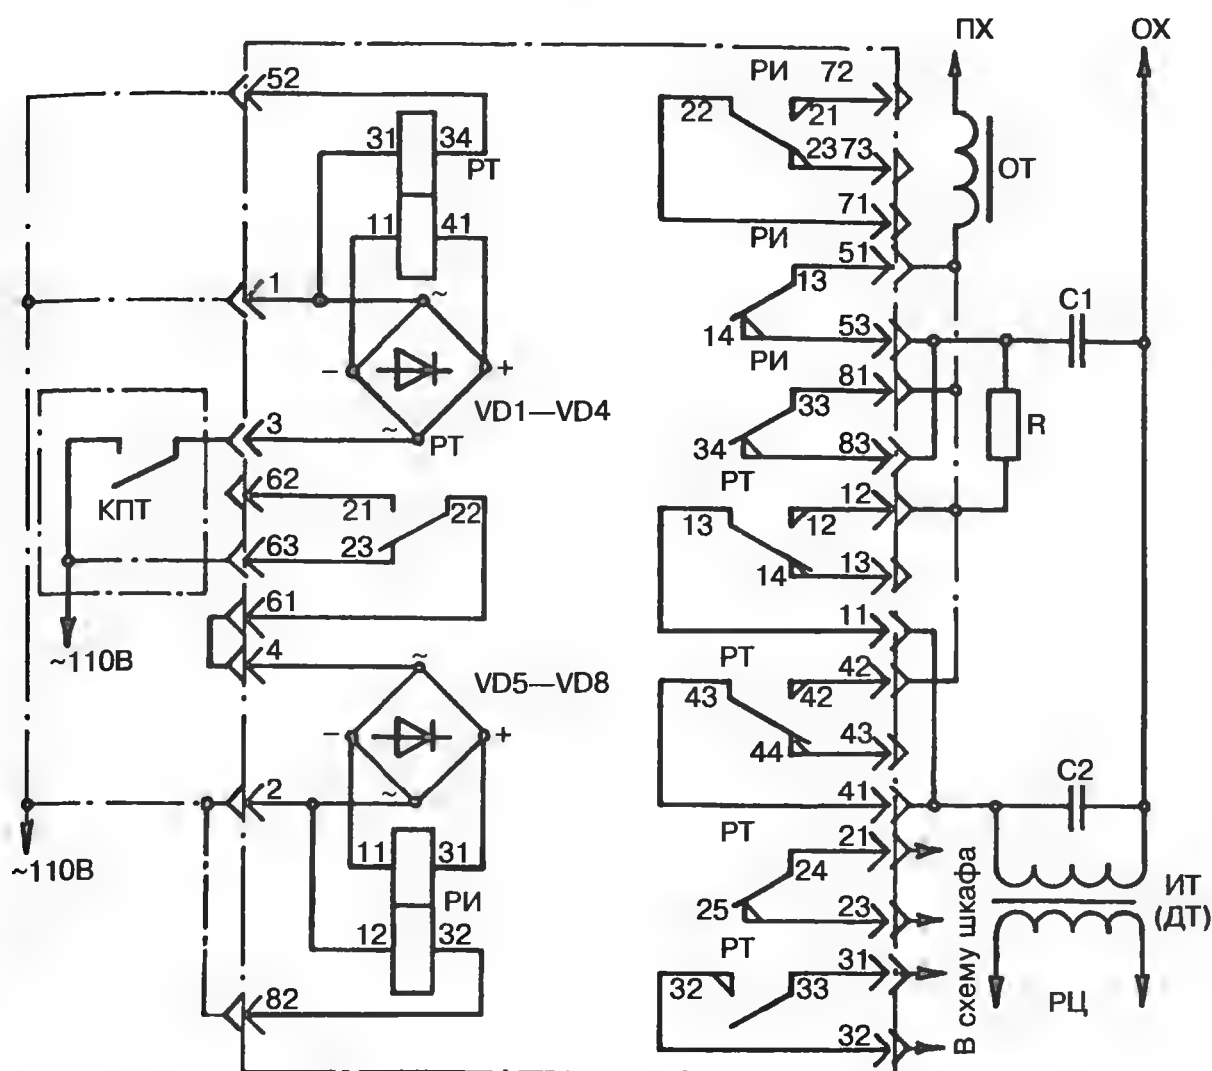 ПХ
ОХ
52
РИ
72
22
21
31
34
РТ
23
73
ОТ
11
41
71
РИ
51
1
~
13
С1
14
53
РИ
-
+
81
VD1—VD4
33
3
~
РТ
34
83
R
РТ
62
КПТ
21
22
13
12
12
63
23
14
13
61
11
~110В
4
~
РТ
42
VD5—VD8
43
42
-
+
44
43
2
~
С2
41
РТ
21
~110В
11
31
24
РИ
25
23
ИТ
(ДТ)
12
32
РТ
31
32
33
РЦ
82
32
В схему шкафа